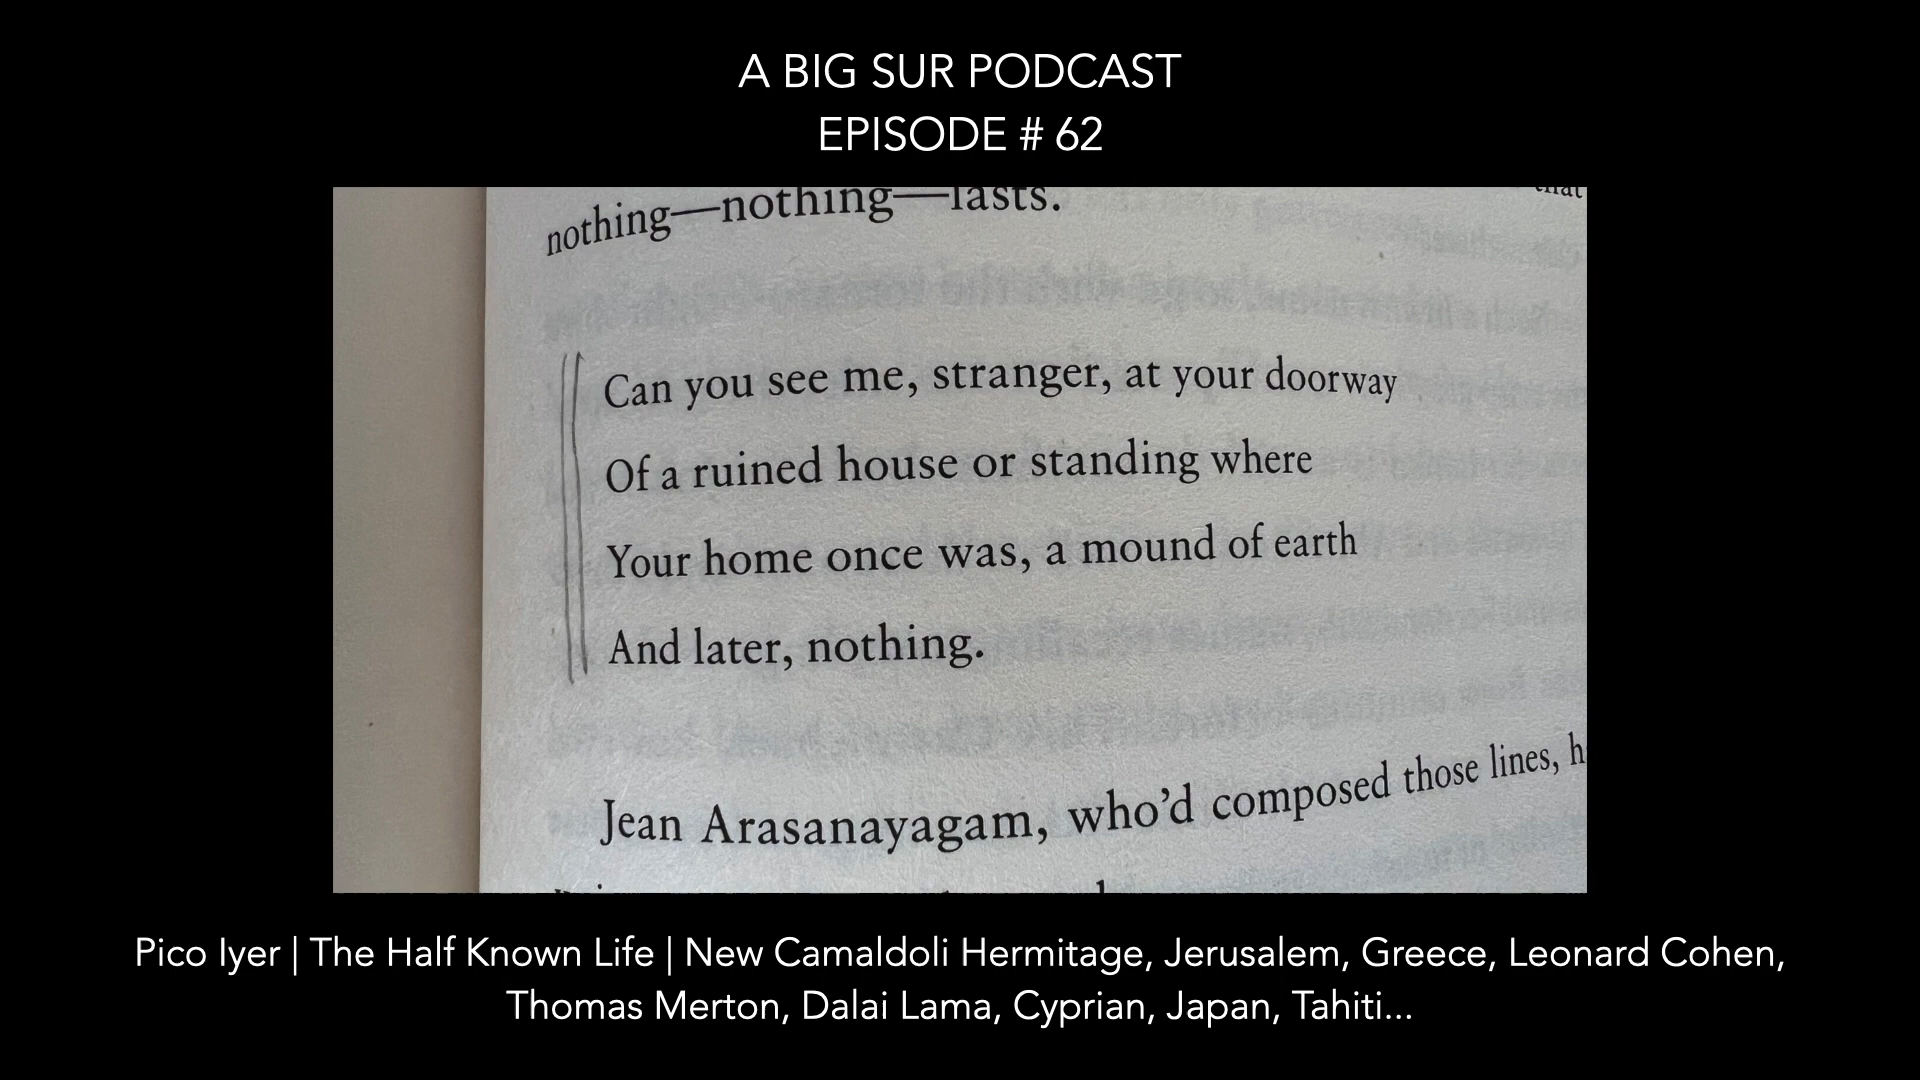 A BIG SUR PODCAST
EPISODE # 62
that
nothing—nothing—lasts.
Can you see me, stranger, at your doorway
Of a ruined house or standing where
Your home once was, a mound of earth
And later, nothing.
Jean Arasanayagam, who’d composed those lines,
Pico Iyer | The Half Known Life | New Camaldoli Hermitage, Jerusalem, Greece, Leonard Cohen,
Thomas Merton, Dalai Lama, Cyprian, Japan, Tahiti...